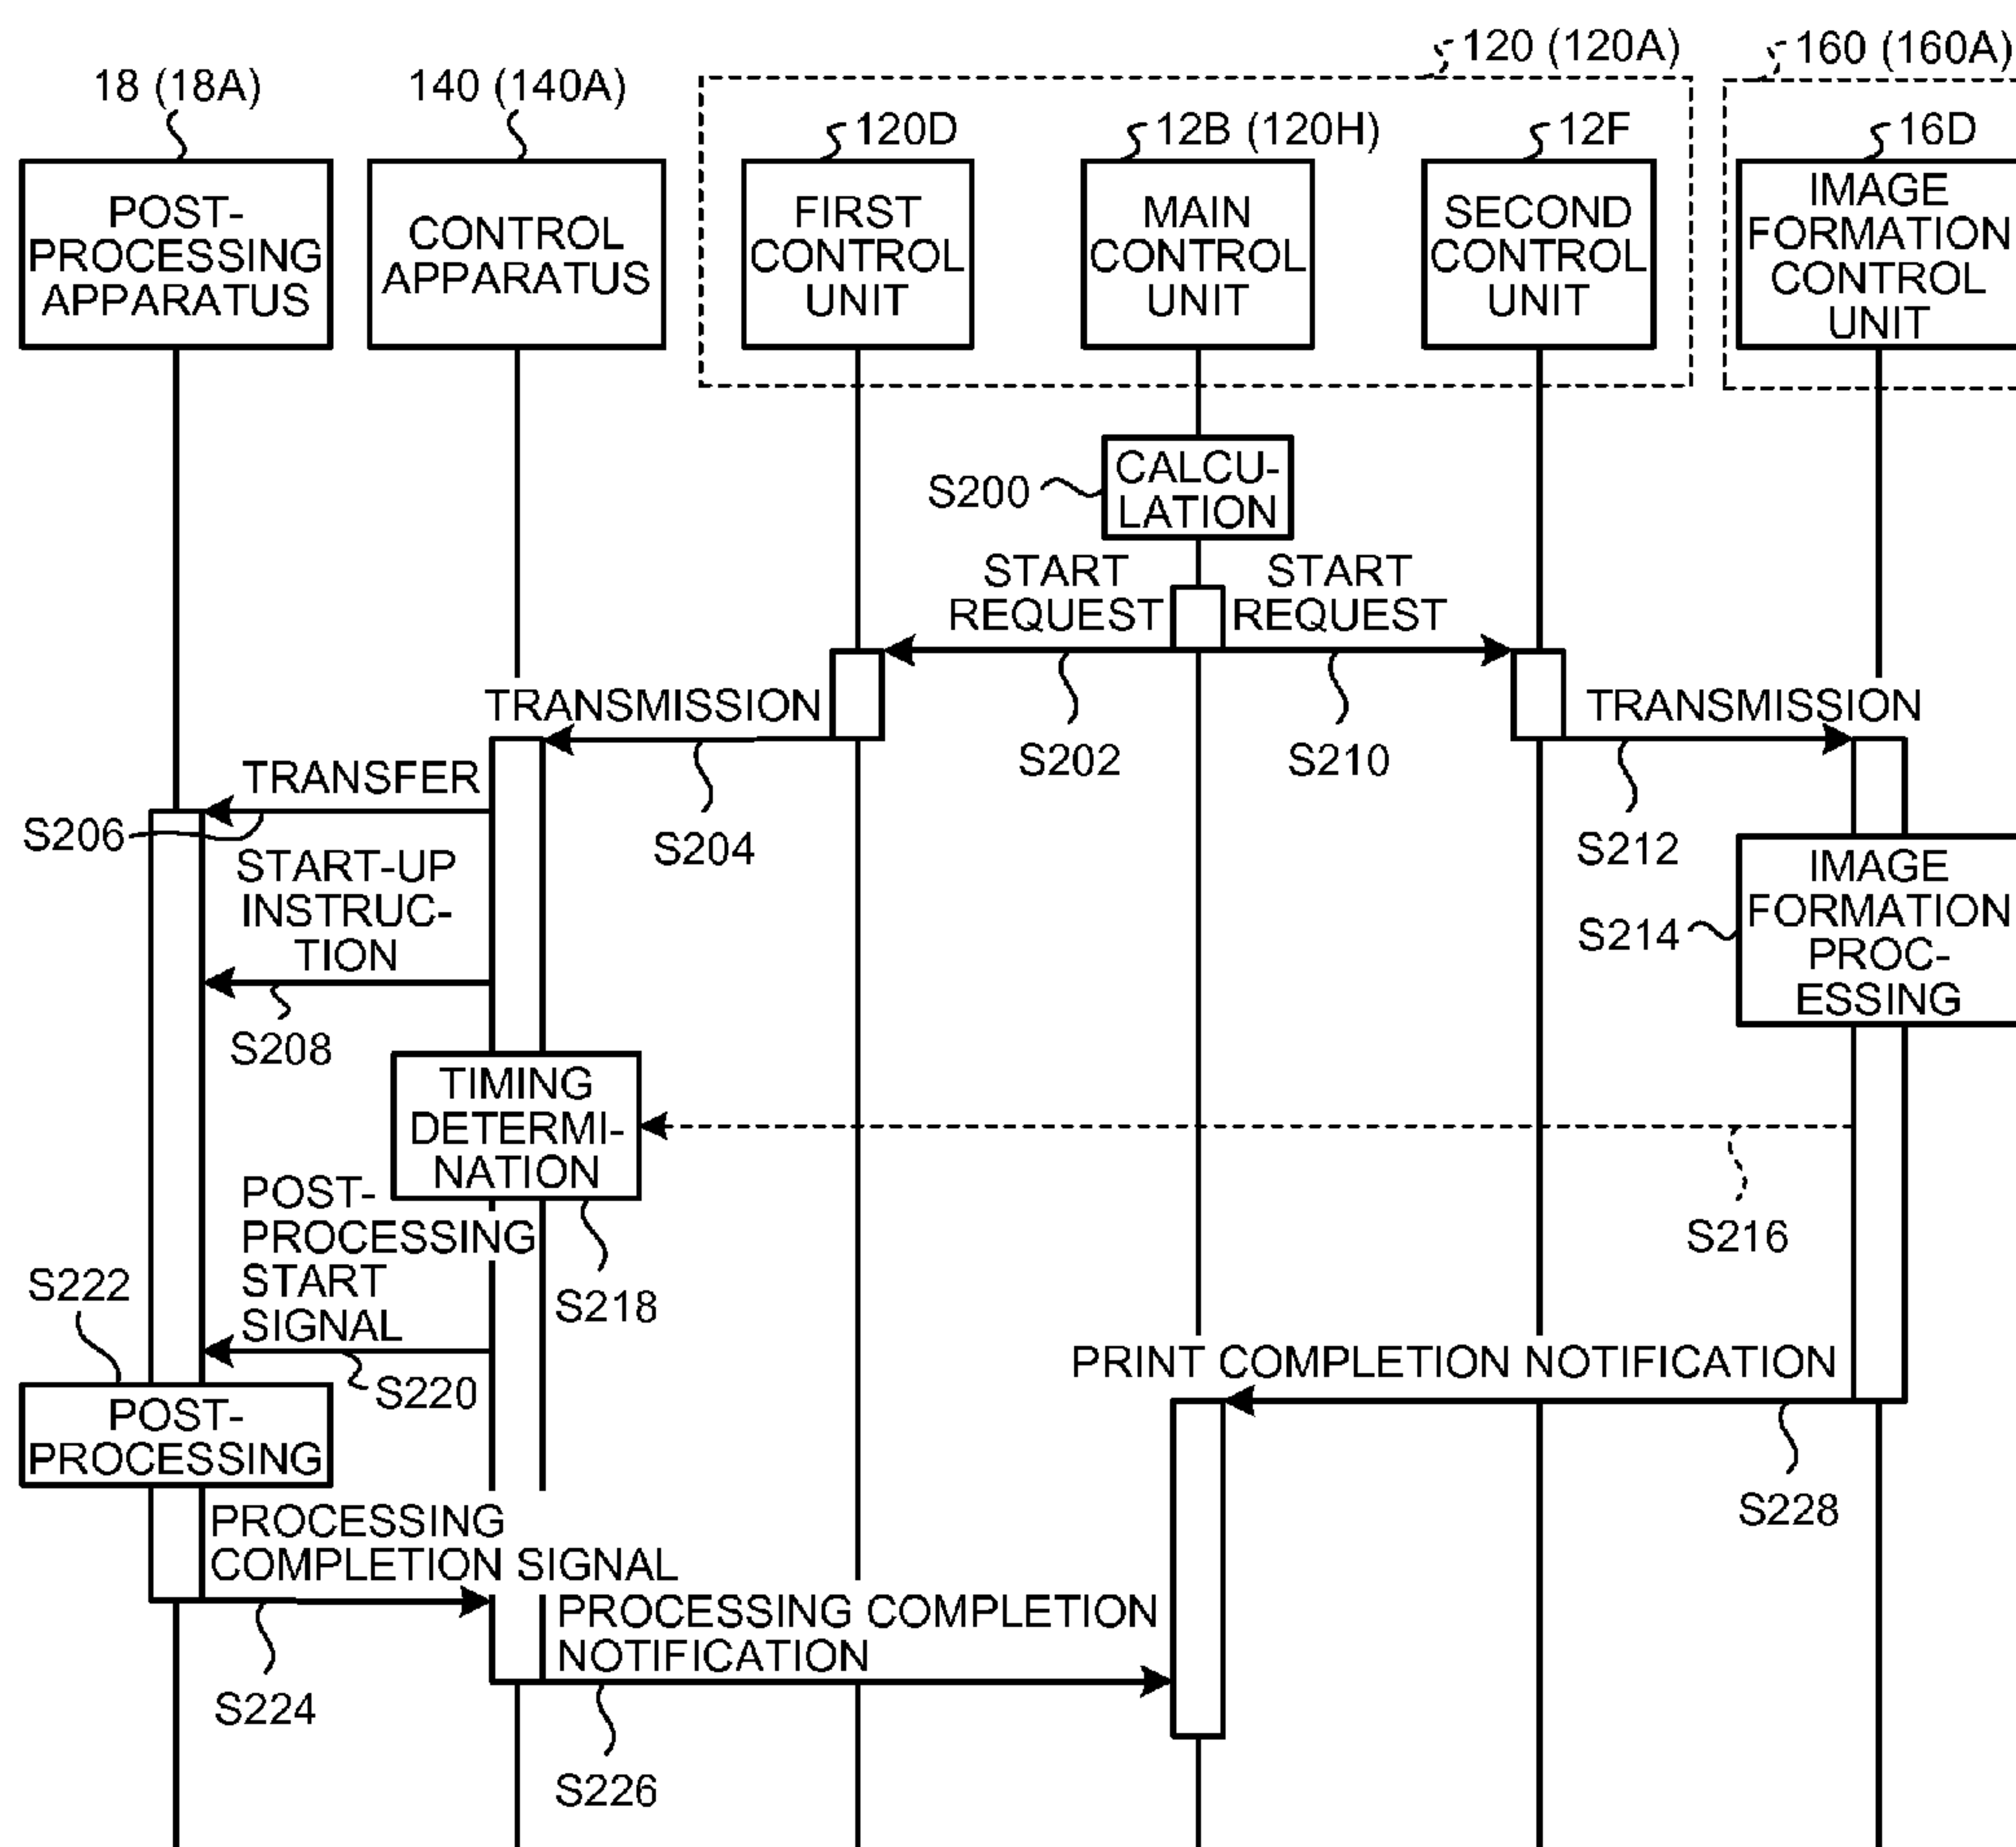 120 (120A)
160 (160A)
18 (18A)
140 (140A)
120D
12B (120H)
12F
16D
POST-
PROCESSING
APPARATUS
CONTROL
APPARATUS
FIRST
CONTROL
UNIT
MAIN
CONTROL
UNIT
SECOND
CONTROL
UNIT
IMAGE
FORMATION
CONTROL
UNIT
S200
CALCU-
LATION
START
REQUEST
START
REQUEST
S202
S210
TRANSMISSION
S204
TRANSMISSION
S212
TRANSFER
S206
START-UP
INSTRUC-
TION
S208
S214
IMAGE
FORMATION
PROC-
ESSING
TIMING
DETERMI-
NATION
S216
S218
POST-
PROCESSING
START
SIGNAL
S220
S222
POST-
PROCESSING
PRINT COMPLETION NOTIFICATION
S228
PROCESSING
COMPLETION SIGNAL
S224
PROCESSING COMPLETION
NOTIFICATION
S226